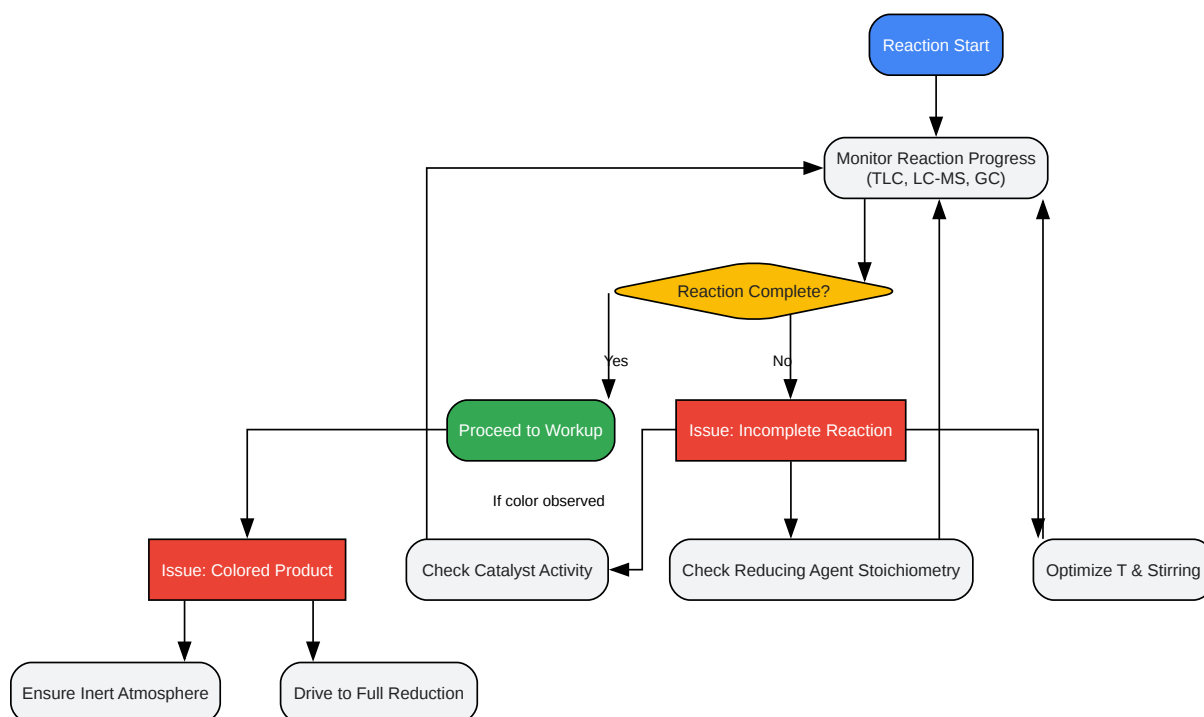 Reaction Start
Monitor Reaction Progress
(TLC, LC-MS, GC)
Reaction Complete?
Yes
No
Proceed to Workup
Issue: Incomplete Reaction
If color observed
Issue: Colored Product
Check Catalyst Activity
Check Reducing Agent Stoichiometry
Optimize T & Stirring
Ensure Inert Atmosphere
Drive to Full Reduction